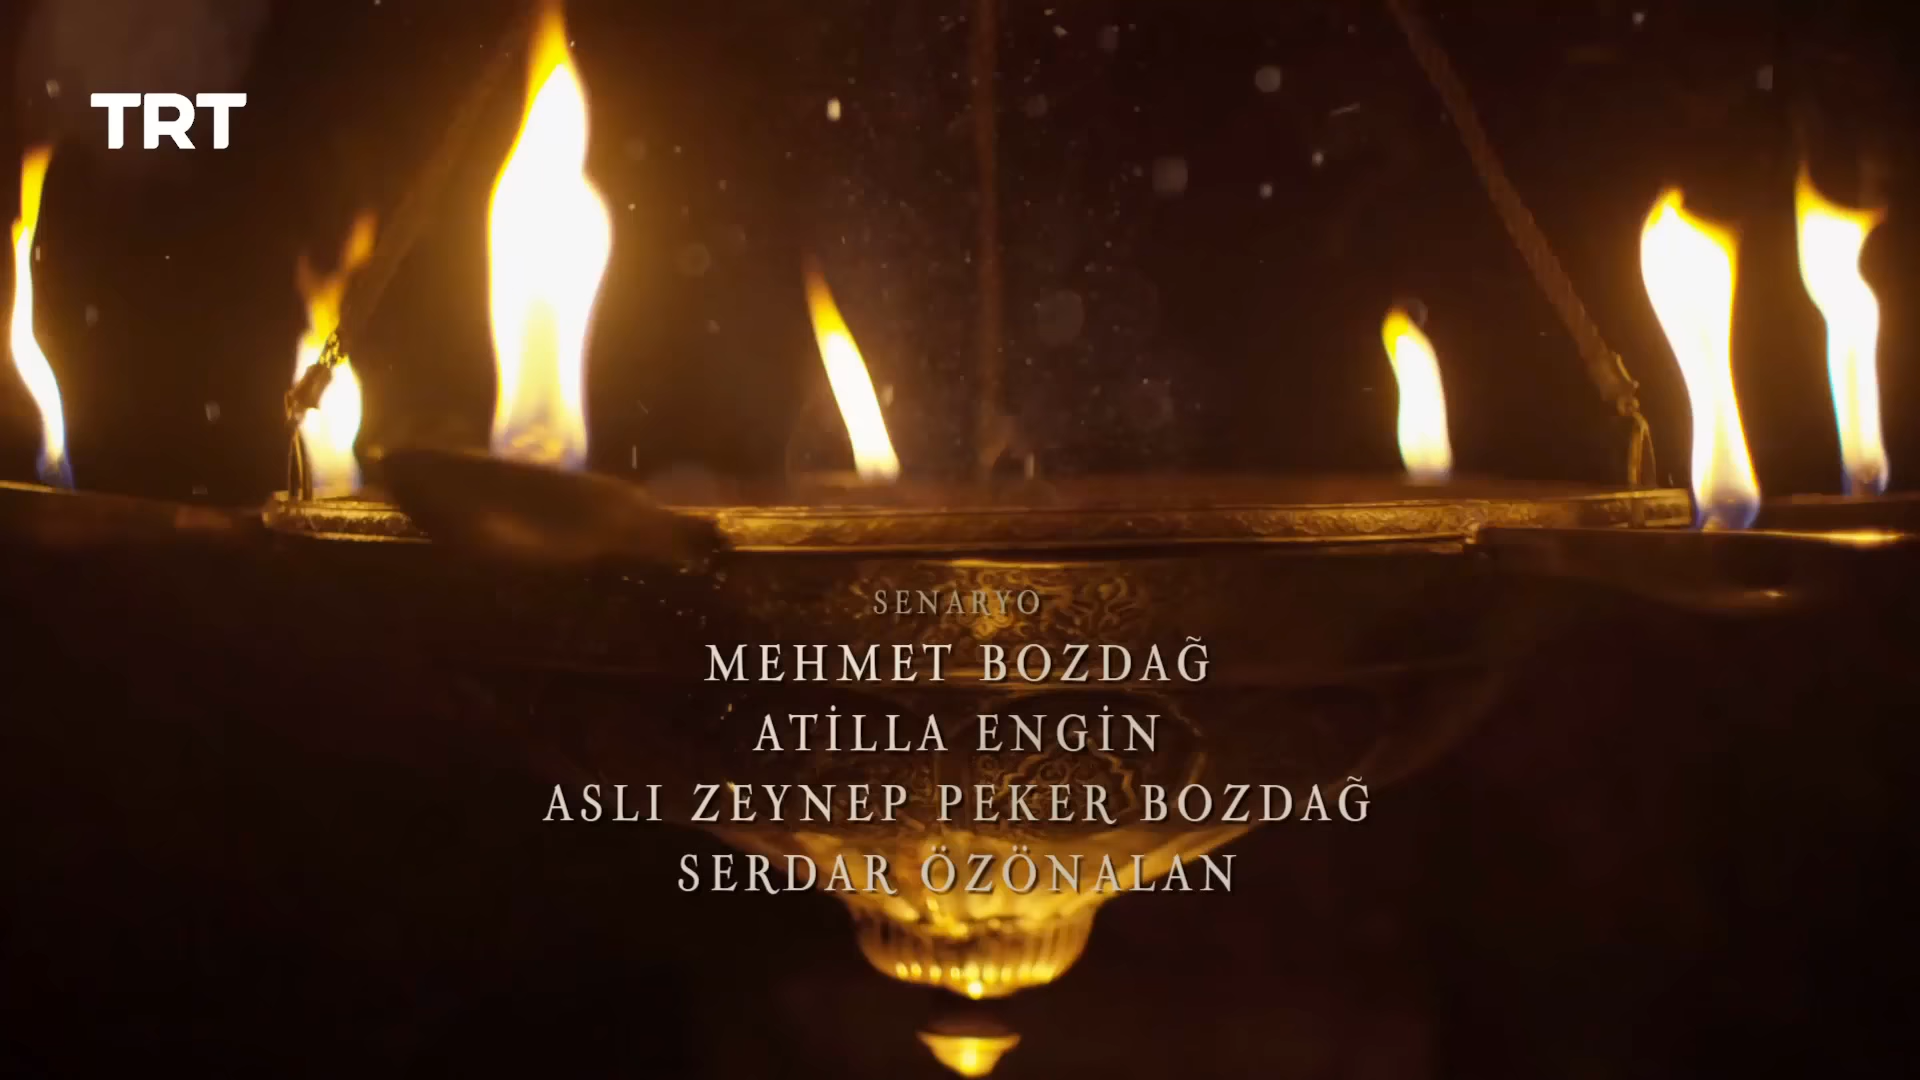 TRT
SENARYO
MEHMET BOZDAĞ
ATİLLA ENGİN
ASLI ZEYNEP PEKER BOZDAĞ
SERDAR ÖZÖNALAN